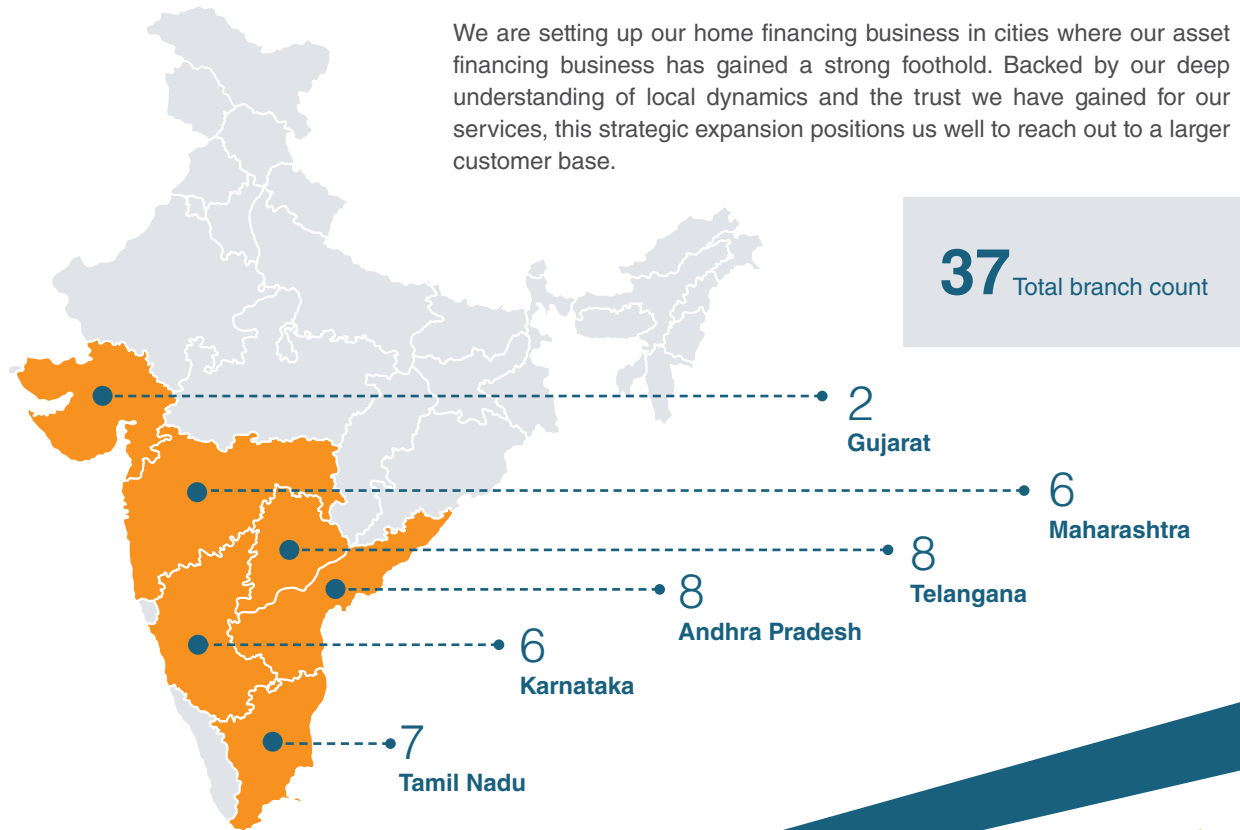 We are setting up our home financing business in cities where our asset
financing business has gained a strong foothold. Backed by our deep
understanding of local dynamics and the trust we have gained for our
services, this strategic expansion positions us well to reach out to a larger
customer base.
37 Total branch count
2
Gujarat
6
Maharashtra
8
Telangana
8
Andhra Pradesh
6
Karnataka
7
Tamil Nadu